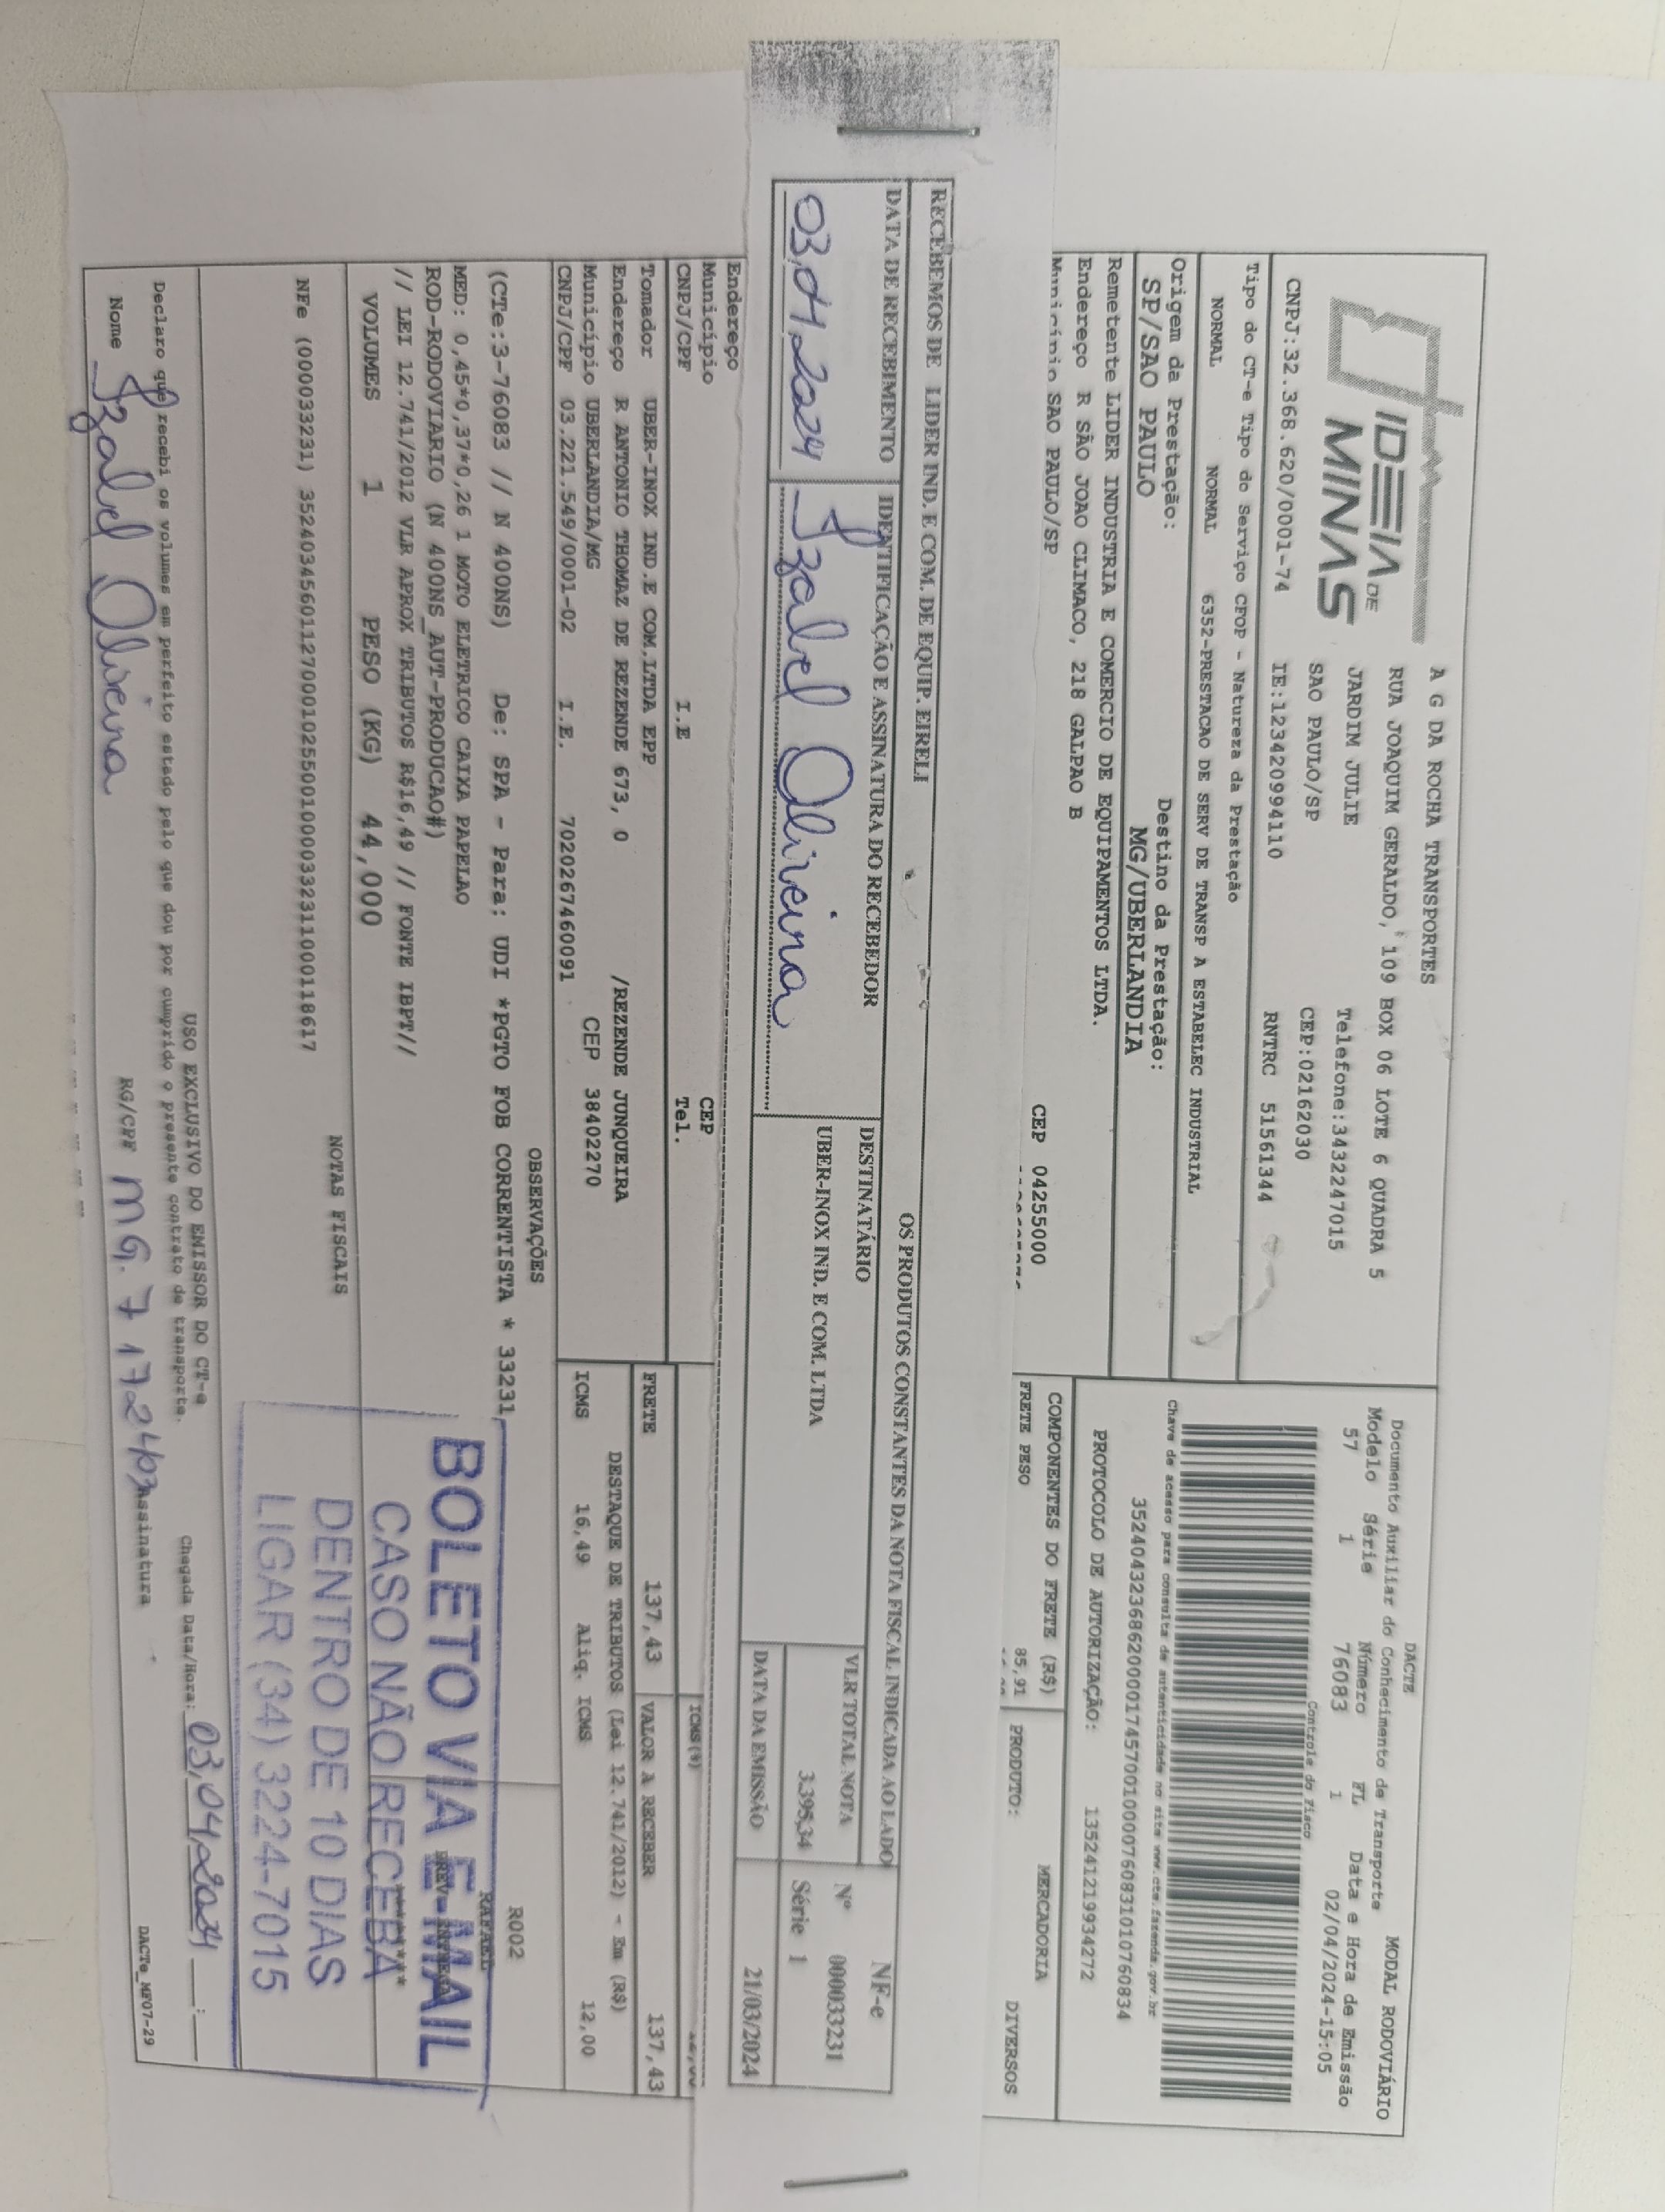 IDEIA DE
MINAS
A G DA ROCHA TRANSPORTES
RUA JOAQUIM GERALDO, 109 BOX 06 LOTE 6 QUADRA 5
JARDIM JULIE Telefone:3432247015
SAO PAULO/SP CEP:02162030
CNPJ:32.368.620/0001-74 IE:123420994110 RNTRC 51561344
DACTE MODAL RODOVIÁRIO
Documento Auxiliar do Conhecimento de Transporte
Modelo Série Número FL Data e Hora de Emissão
57 1 76083 1 02/04/2024-15:05
Controle do Fisco
Tipo do CT-e Tipo do Serviço CFOP - Natureza da Prestação
NORMAL NORMAL 6352-PRESTACAO DE SERV DE TRANSP A ESTABELEC INDUSTRIAL
Chave de acesso para consulta de autenticidade no site www.cte.fazenda.gov.br
Origem da Prestação: Destino da Prestação:
SP/SAO PAULO MG/UBERLANDIA
PROTOCOLO DE AUTORIZAÇÃO: 135241219934272
Remetente LIDER INDUSTRIA E COMERCIO DE EQUIPAMENTOS LTDA.
Endereço R SÃO JOAO CLIMACO, 218 GALPAO B
Município SAO PAULO/SP CEP 04255000
COMPONENTES DO FRETE (R$) MERCADORIA
FRETE PESO 85,91 PRODUTO: DIVERSOS
RECEBEMOS DE LIDER IND. E COM. DE EQUIP. EIRELI OS PRODUTOS CONSTANTES DA NOTA FISCAL INDICADA AO LADO
DATA DE RECEBIMENTO IDENTIFICAÇÃO E ASSINATURA DO RECEBEDOR DESTINATÁRIO VLR TOTAL NOTA NF-e
03,04,2024 Izabel Oliveira UBER-INOX IND. E COM. LTDA 3.395,34 Nº 000033231
Série 1
DATA DA EMISSÃO 21/03/2024
Endereço
Município CEP
CNPJ/CPF I.E Tel.
ICMS(%)
Tomador UBER-INOX IND.E COM.LTDA EPP
Endereço R ANTONIO THOMAZ DE REZENDE 673, 0 /REZENDE JUNQUEIRA
Município UBERLANDIA/MG CEP 38402270
CNPJ/CPF 03.221.549/0001-02 I.E. 7020267460091
FRETE 137,43 VALOR A RECEBER 137,43
DESTAQUE DE TRIBUTOS (Lei 12.741/2012) - Em (R$)
ICMS 16,49 Aliq. ICMS 12,00
OBSERVAÇÕES
(CTe:3-76083 // N 400NS) De: SPA - Para: UDI *PGTO FOB CORRENTISTA * 33231
MED: 0,45*0,37*0,26 1 MOTO ELETRICO CAIXA PAPELAO
ROD-RODOVIARIO (N 400NS_AUT-PRODUCAO#)
// LEI 12.741/2012 VLR APROX TRIBUTOS R$16,49 // FONTE IBPT//
R002
RAFAEL
VOLUMES 1 PESO (KG) 44,000
BOLETO VIA E-MAIL
CASO NÃO RECEBA
DENTRO DE 10 DIAS
LIGAR (34) 3224-7015
NOTAS FISCAIS
NFe (000033231) 35240345601127000102550010000332311000118617
USO EXCLUSIVO DO EMISSOR DO CT-e
Declaro que recebi os volumes em perfeito estado pelo que dou por cumprido o presente contrato de transporte.
Chegada Data/Hora: 03,04,2024 __:__
Nome Izabel Oliveira RG/CPF MG. 7 172403 Assinatura
DACTe_MF07-29